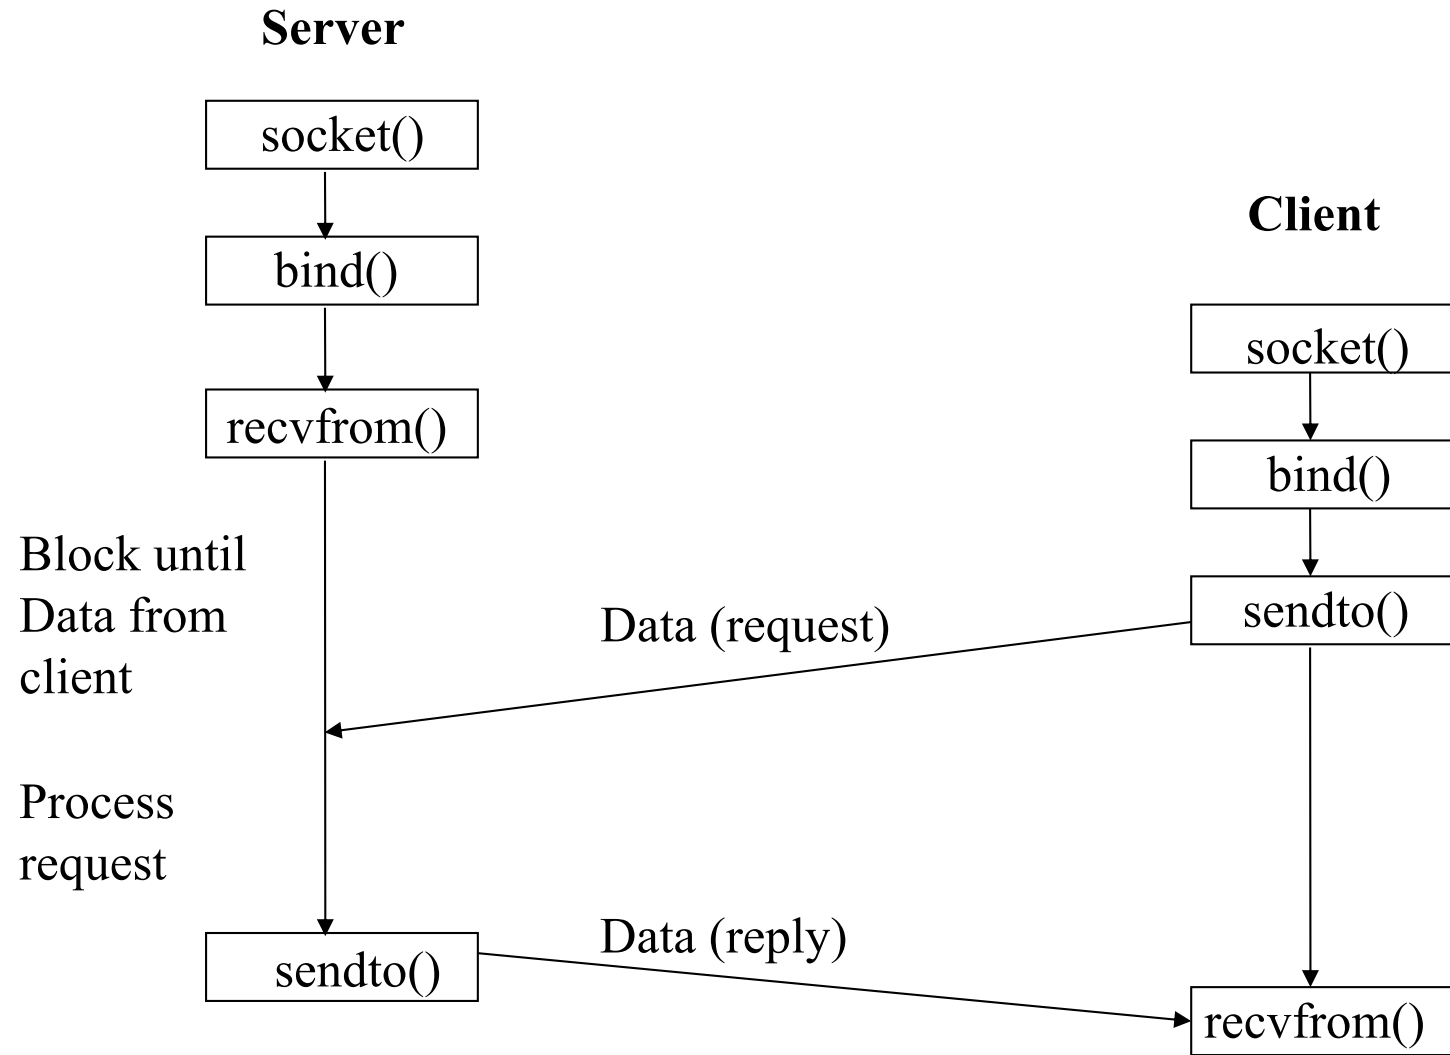 Server
socket()
bind()
recvfrom()
Block until
Data from
client
Process
request
sendto()
Data (request)
Data (reply)
Client
socket()
bind()
sendto()
recvfrom()